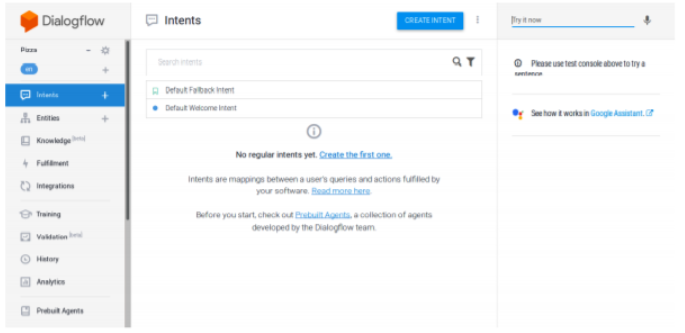 Dialogflow
Pizza
en
Intents
Entities
Knowledge [beta]
Fulfillment
Integrations
Training
Validation [beta]
History
Analytics
Prebuilt Agents
Intents
CREATE INTENT
Search intents
Default Fallback Intent
Default Welcome Intent
No regular intents yet. Create the first one.
Intents are mappings between a user's queries and actions fulfilled by
your software. Read more here.
Before you start, check out Prebuilt Agents, a collection of agents
developed by the Dialogflow team.
Try it now
Please use test console above to try a
sentence.
See how it works in Google Assistant.